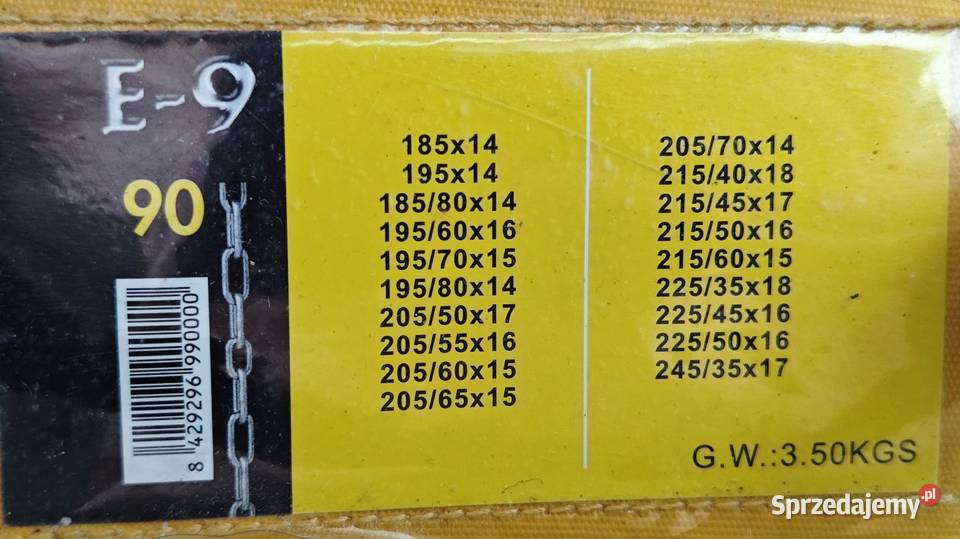 E-9
90
8 429296 990000
185x14
195x14
185/80x14
195/60x16
195/70x15
195/80x14
205/50x17
205/55x16
205/60x15
205/65x15
205/70x14
215/40x18
215/45x17
215/50x16
215/60x15
225/35x18
225/45x16
225/50x16
245/35x17
G.W.:3.50KGS
Sprzedajemy.pl